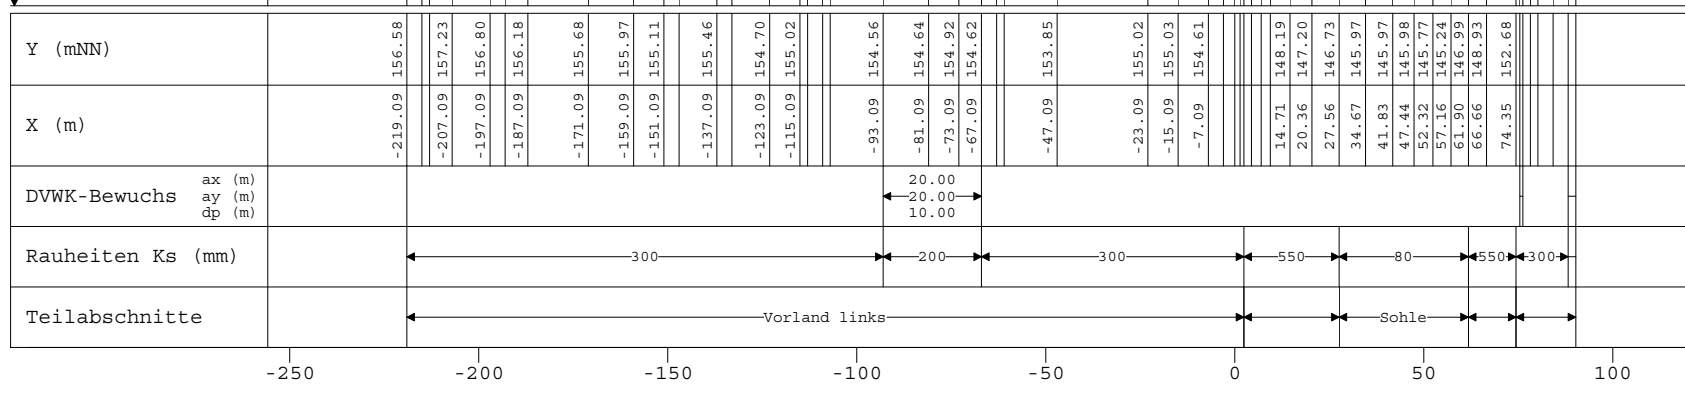 Y (mNN) 156.58 157.23 156.80 156.18 155.68 155.97 155.11 155.46 154.70 155.02 154.56 154.64 154.92 154.62 153.85 155.02 155.03 154.61 148.19 147.20 146.73 145.97 145.97 145.98 145.77 145.24 146.99 148.93 152.68
X (m) -219.09 -207.09 -197.09 -187.09 -171.09 -159.09 -151.09 -137.09 -123.09 -115.09 -93.09 -81.09 -73.09 -67.09 -47.09 -23.09 -15.09 -7.09 14.71 20.36 27.56 34.67 41.83 47.44 52.32 57.16 61.90 66.66 74.35
ax (m) 20.00
DVWK-Bewuchs ay (m) 20.00
dp (m) 10.00
Rauheiten Ks (mm) 300 200 300 550 80 550 300
Teilabschnitte Vorland links Sohle
-250 -200 -150 -100 -50 0 50 100